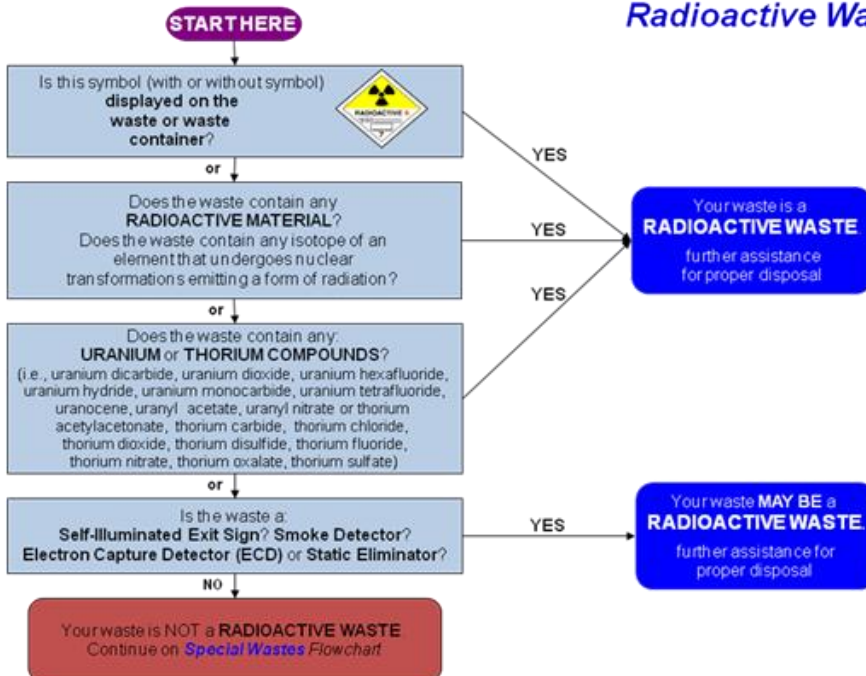 START HERE
Radioactive Wa
Is this symbol (with or without symbol)
displayed on the
waste or waste
container?
RADIOACTIVE
7
YES
or
Does the waste contain any
RADIOACTIVE MATERIAL?
Does the waste contain any isotope of an
element that undergoes nuclear
transformations emitting a form of radiation?
YES
Your waste is a
RADIOACTIVE WASTE.
further assistance
for proper disposal
or
YES
Does the waste contain any:
URANIUM or THORIUM COMPOUNDS?
(i.e., uranium dicarbide, uranium dioxide, uranium hexafluoride,
uranium hydride, uranium monocarbide, uranium tetrafluoride,
uranocene, uranyl acetate, uranyl nitrate or thorium
acetylacetonate, thorium carbide, thorium chloride,
thorium dioxide, thorium disulfide, thorium fluoride,
thorium nitrate, thorium oxalate, thorium sulfate)
or
Is the waste a:
Self-Illuminated Exit Sign? Smoke Detector?
Electron Capture Detector (ECD) or Static Eliminator?
YES
Your waste MAY BE a
RADIOACTIVE WASTE.
further assistance for
proper disposal
NO
Your waste is NOT a RADIOACTIVE WASTE
Continue on Special Wastes Flowchart